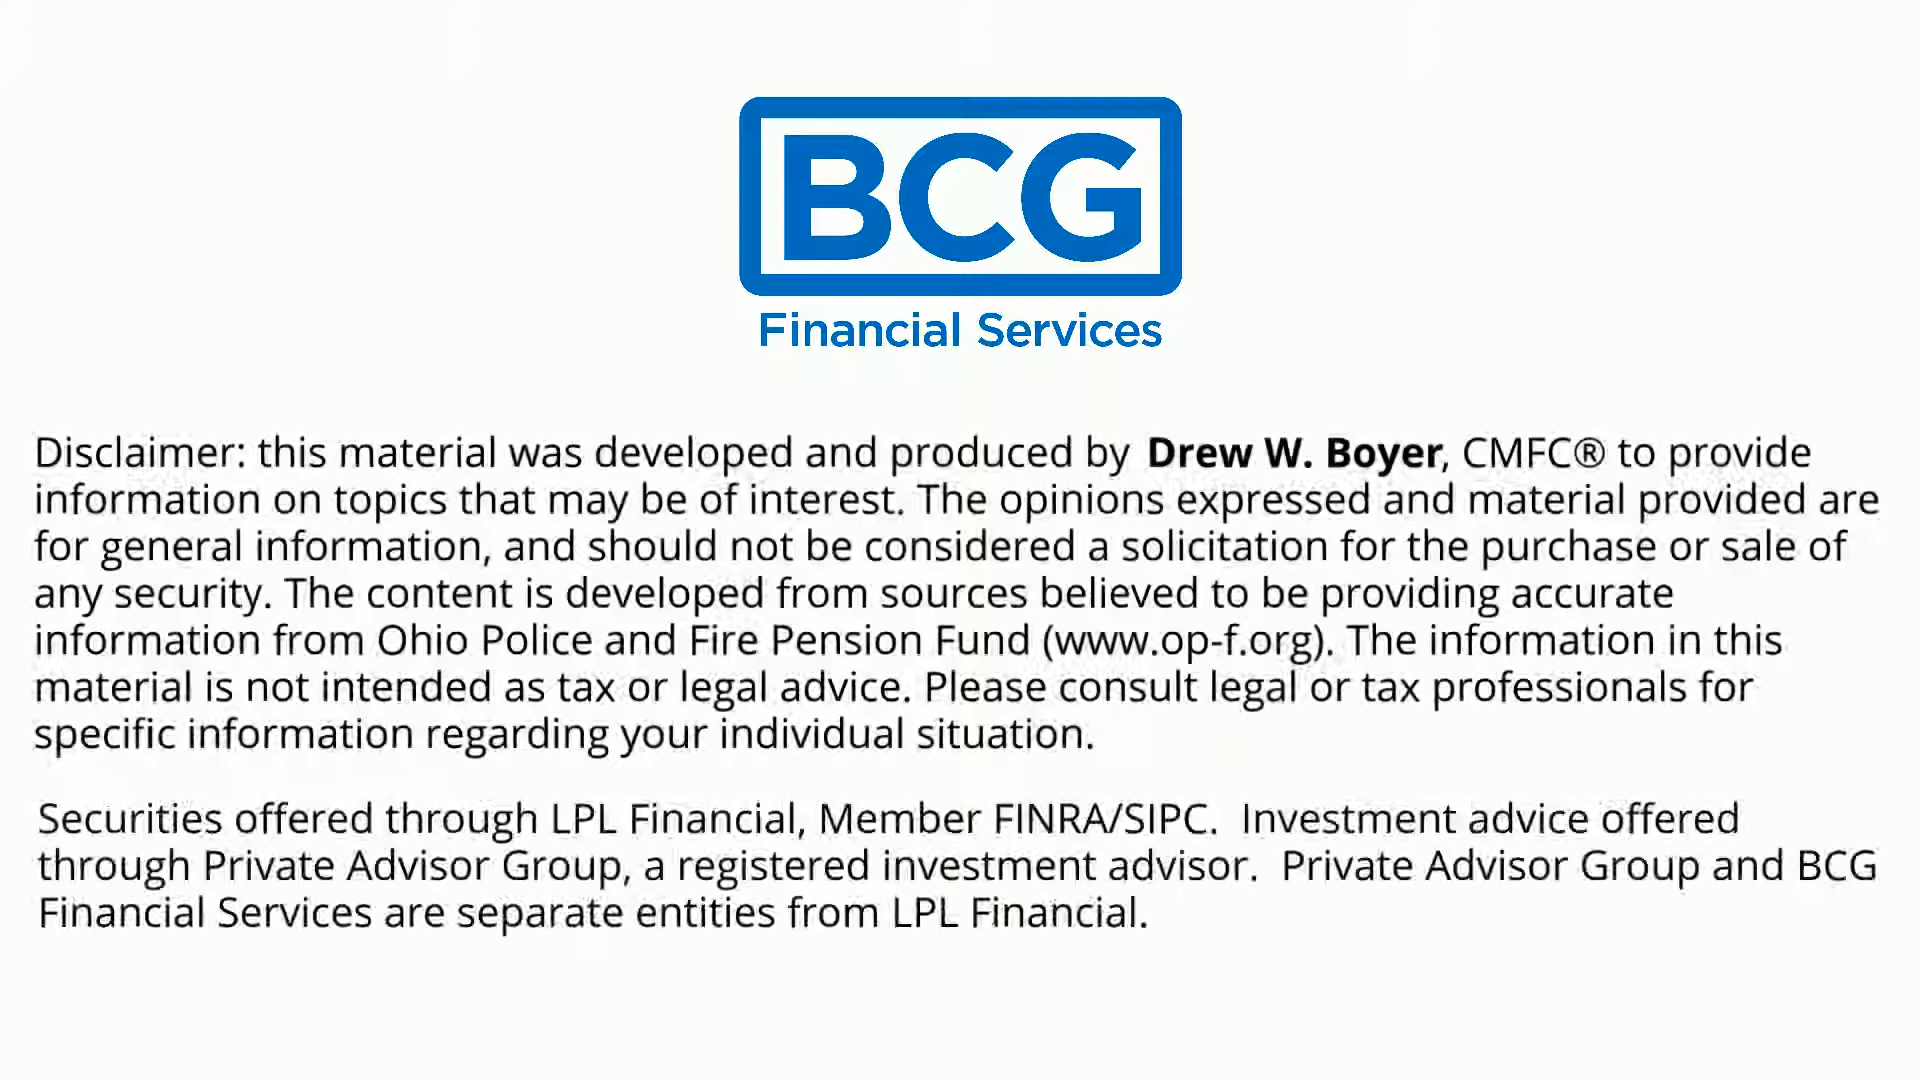 BCG
Financial Services
Disclaimer: this material was developed and produced by Drew W. Boyer, CMFC® to provide
information on topics that may be of interest. The opinions expressed and material provided are
for general information, and should not be considered a solicitation for the purchase or sale of
any security. The content is developed from sources believed to be providing accurate
information from Ohio Police and Fire Pension Fund (www.op-f.org). The information in this
material is not intended as tax or legal advice. Please consult legal or tax professionals for
specific information regarding your individual situation.
Securities offered through LPL Financial, Member FINRA/SIPC. Investment advice offered
through Private Advisor Group, a registered investment advisor. Private Advisor Group and BCG
Financial Services are separate entities from LPL Financial.